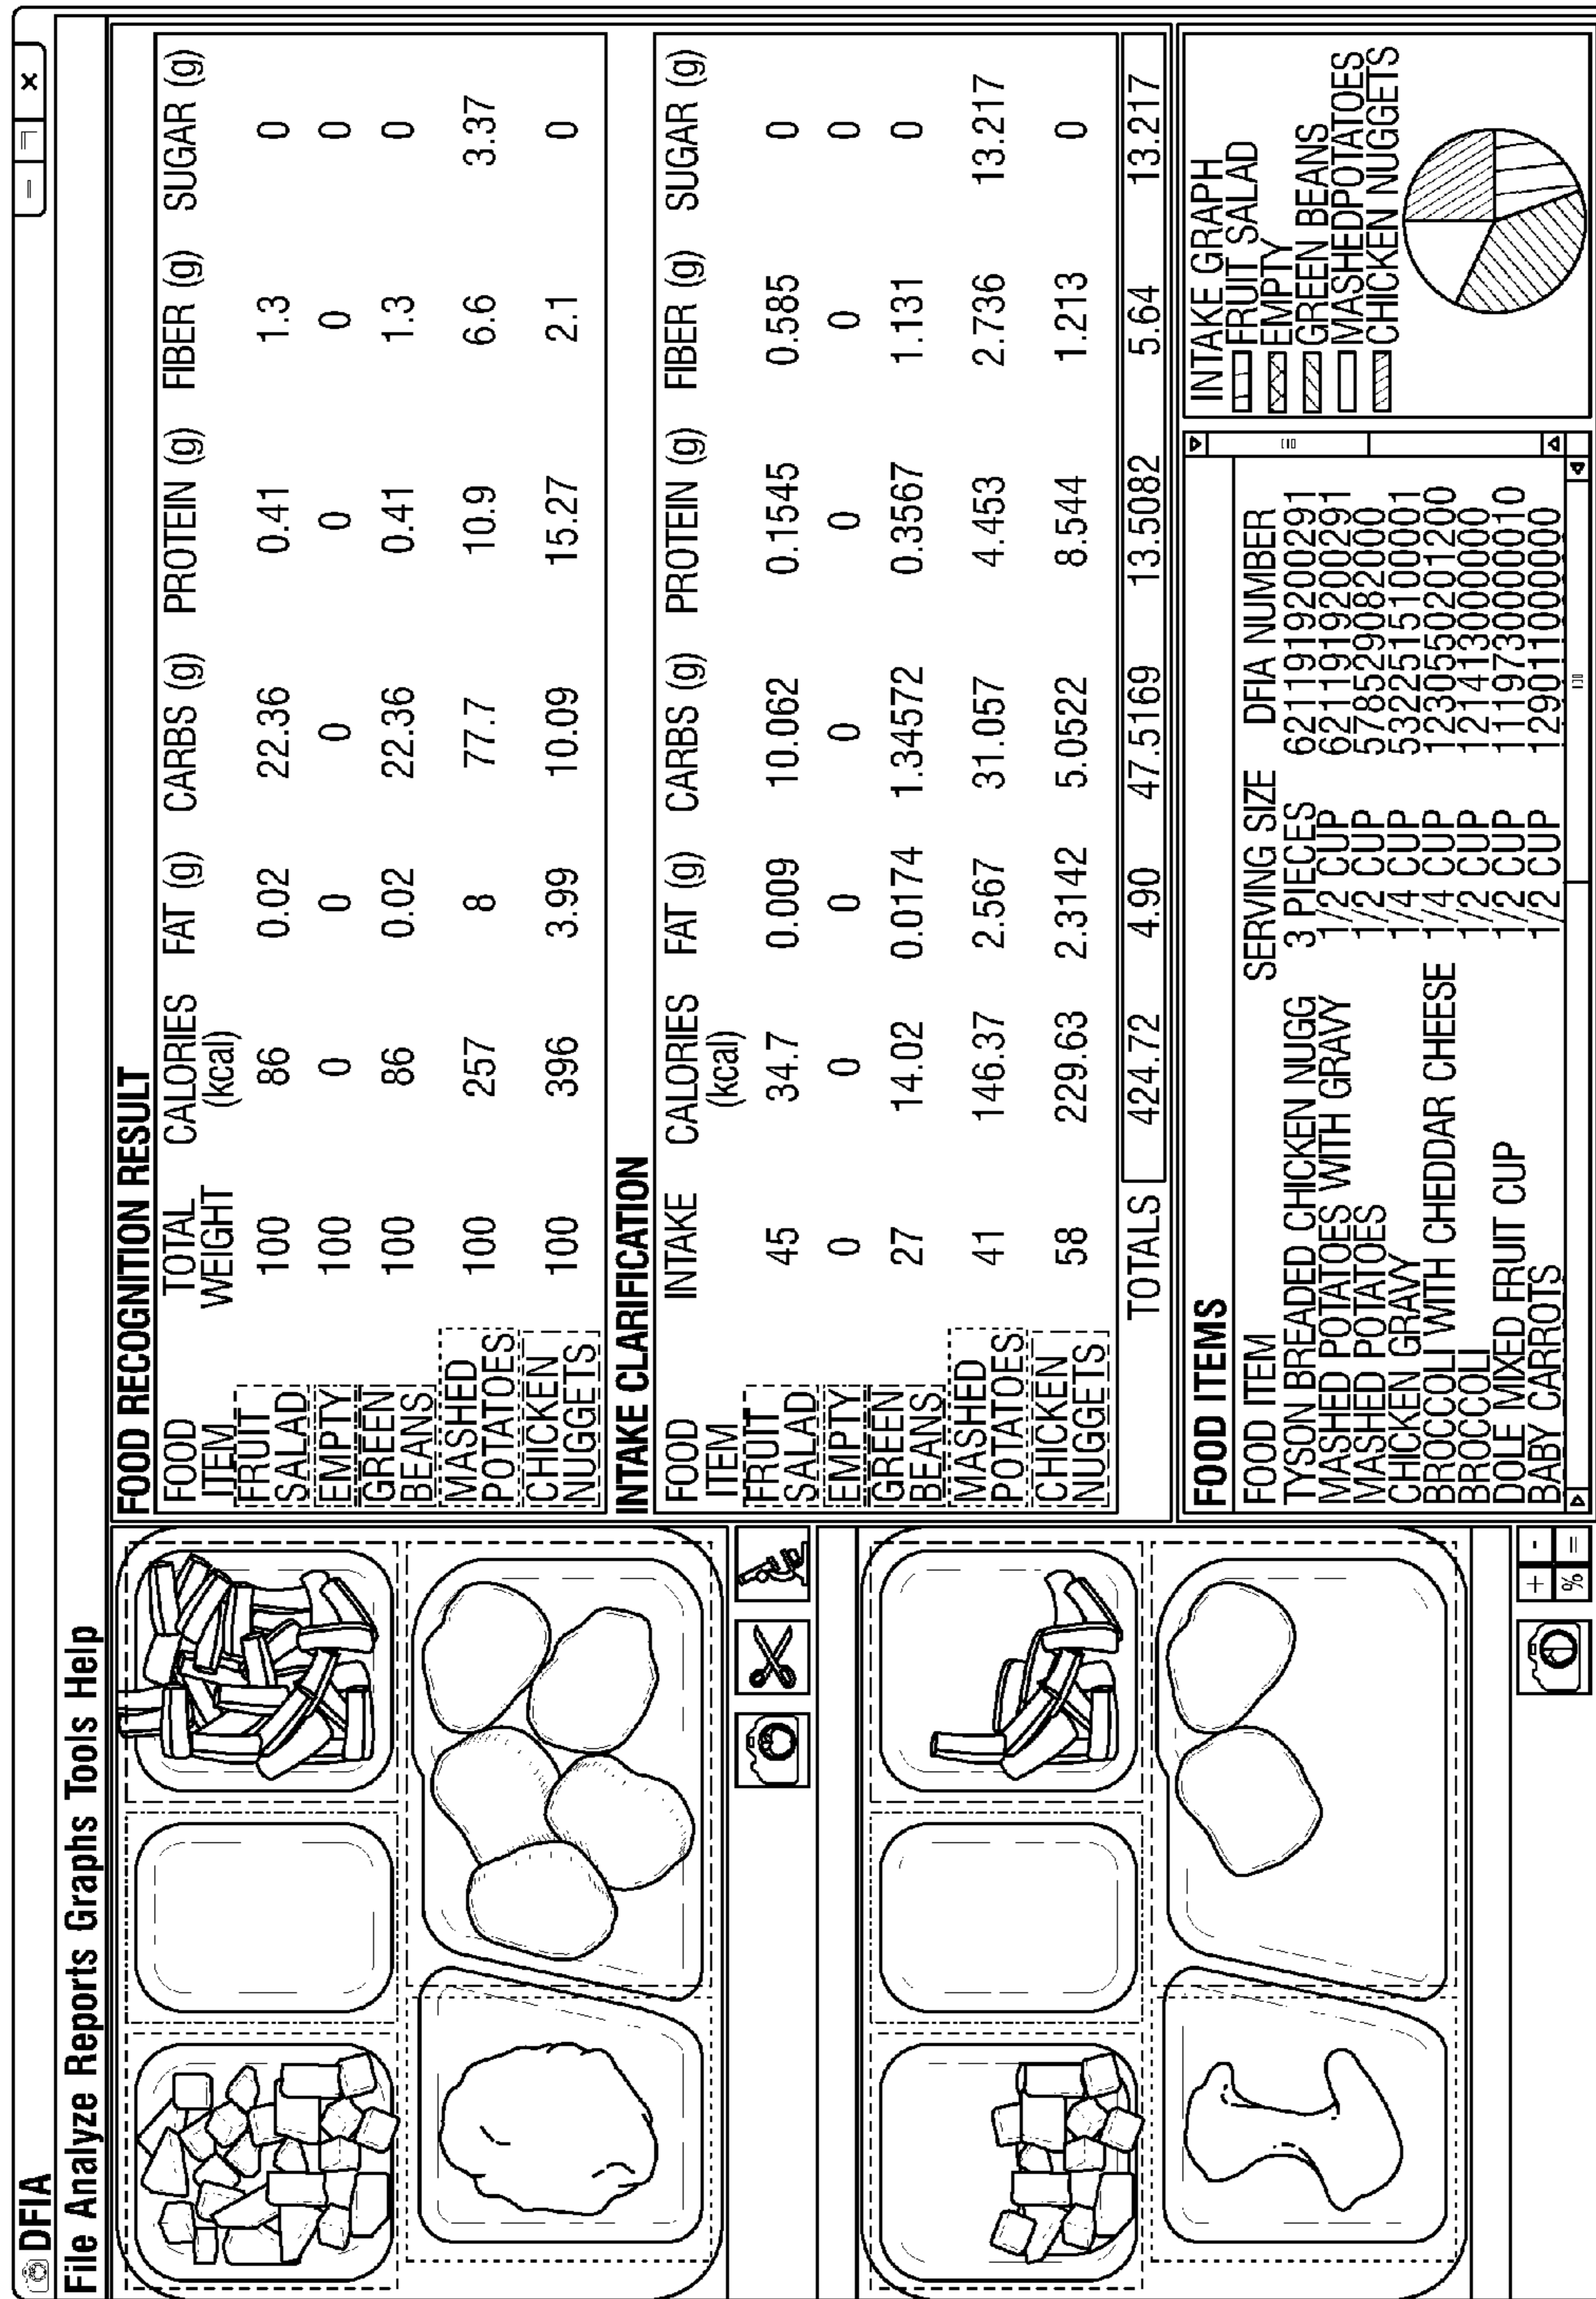 DFIA
File Analyze Reports Graphs Tools Help
FOOD RECOGNITION RESULT
FOOD ITEM TOTAL WEIGHT CALORIES (kcal) FAT (g) CARBS (g) PROTEIN (g) FIBER (g) SUGAR (g)
FRUIT SALAD 100 86 0.02 22.36 0.41 1.3 0
EMPTY 100 0 0 0 0 0 0
GREEN BEANS 100 86 0.02 22.36 0.41 1.3 0
MASHED POTATOES 100 257 8 77.7 10.9 6.6 3.37
CHICKEN NUGGETS 100 396 3.99 10.09 15.27 2.1 0
INTAKE CLARIFICATION
FOOD ITEM INTAKE CALORIES (kcal) FAT (g) CARBS (g) PROTEIN (g) FIBER (g) SUGAR (g)
FRUIT SALAD 45 34.7 0.009 10.062 0.1545 0.585 0
EMPTY 0 0 0 0 0 0 0
GREEN BEANS 27 14.02 0.0174 1.34572 0.3567 1.131 0
MASHED POTATOES 41 146.37 2.567 31.057 4.453 2.736 13.217
CHICKEN NUGGETS 58 229.63 2.3142 5.0522 8.544 1.213 0
TOTALS 424.72 4.90 47.5169 13.5082 5.64 13.217
FOOD ITEMS
FOOD ITEM SERVING SIZE DFIA NUMBER
TYSON BREADED CHICKEN NUGG 3 PIECES 62119191920029 1
MASHED POTATOES WITH GRAVY 1/2 CUP 621191919200291
MASHED POTATOES 1/2 CUP 578529082000
CHICKEN GRAVY 1/4 CUP 532251510001
BROCCOLI WITH CHEDDAR CHEESE 1/4 CUP 123055020 1200
BROCCOLI 1/2 CUP 121413000000
DOLE MIXED FRUIT CUP 1/2 CUP 111973000010
BABY CARROTS 1/2 CUP 129011000000
INTAKE GRAPH
FRUIT SALAD
EMPTY
GREEN BEANS
MASHEDPOTATOES
CHICKEN NUGGETS
+ -
% =